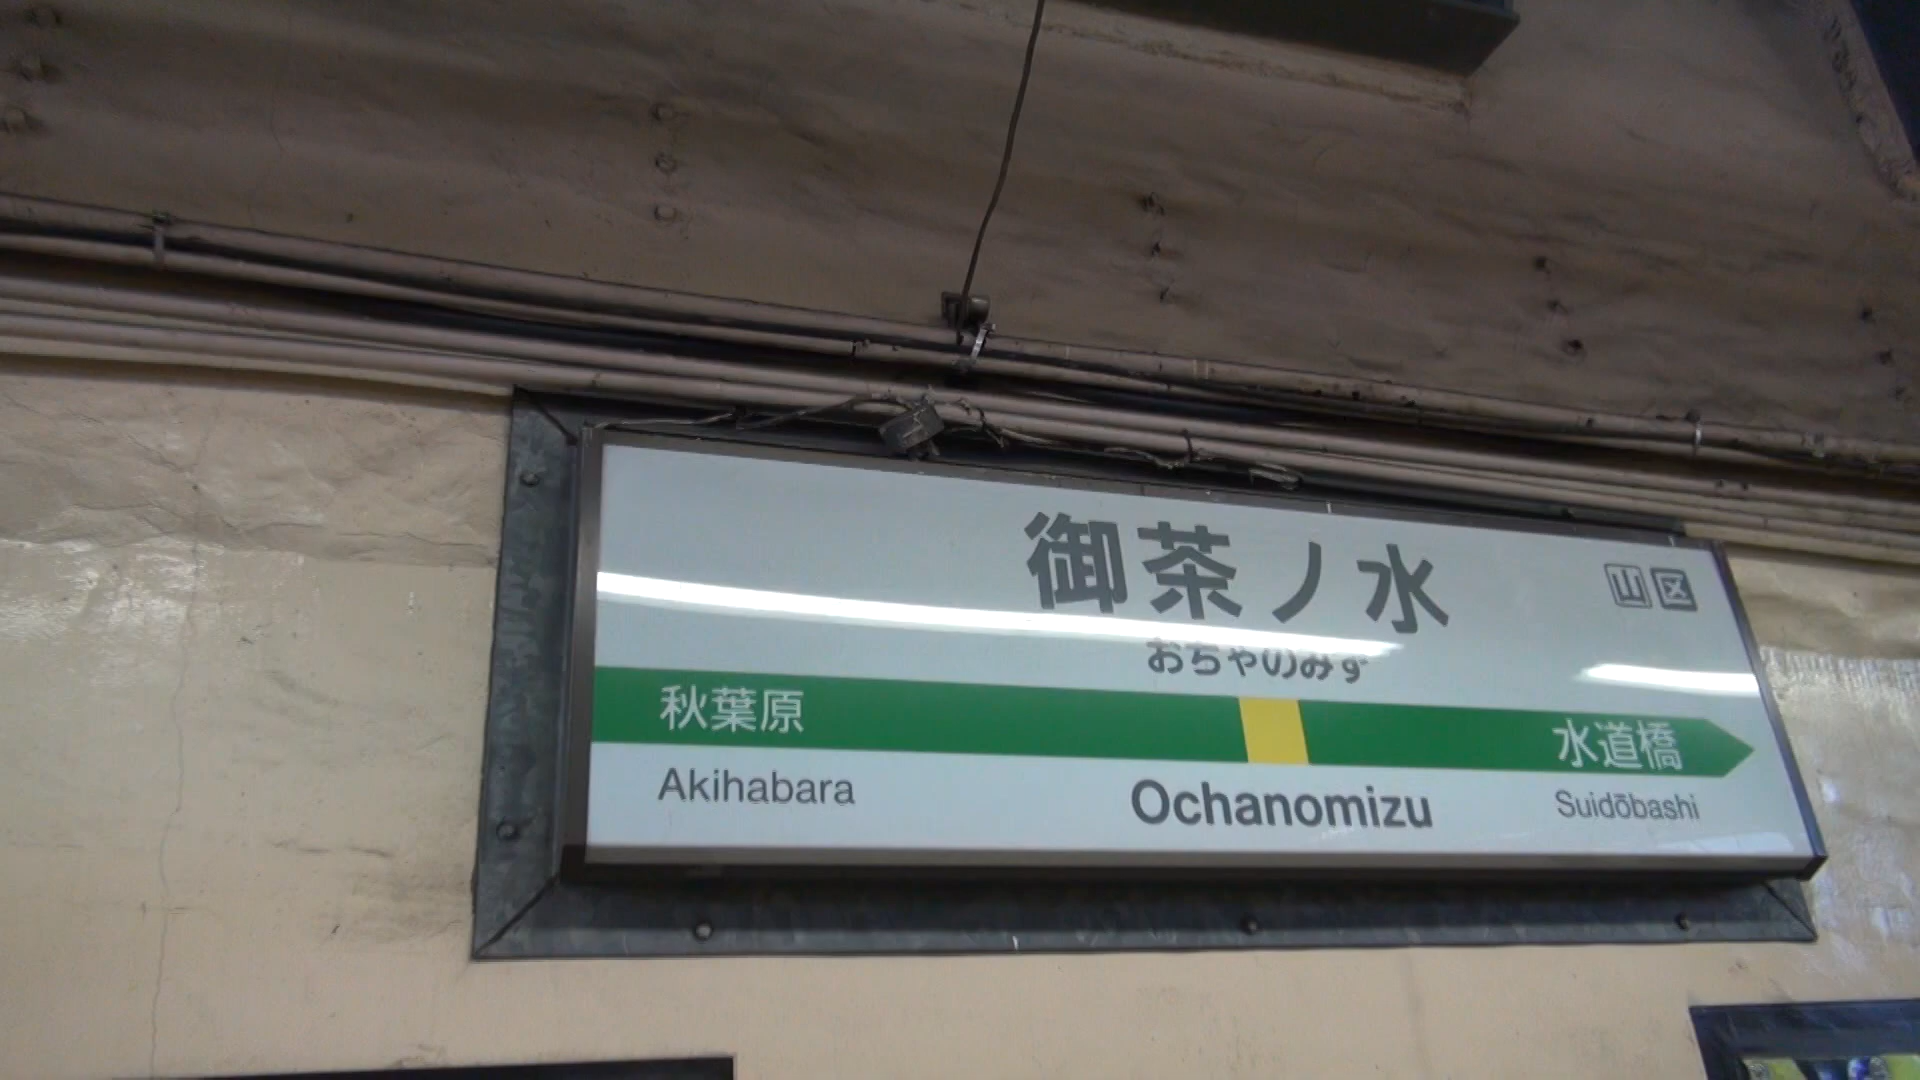 御茶ノ水
山区
おちゃのみず
秋葉原
水道橋
Akihabara
Ochanomizu
Suidōbashi